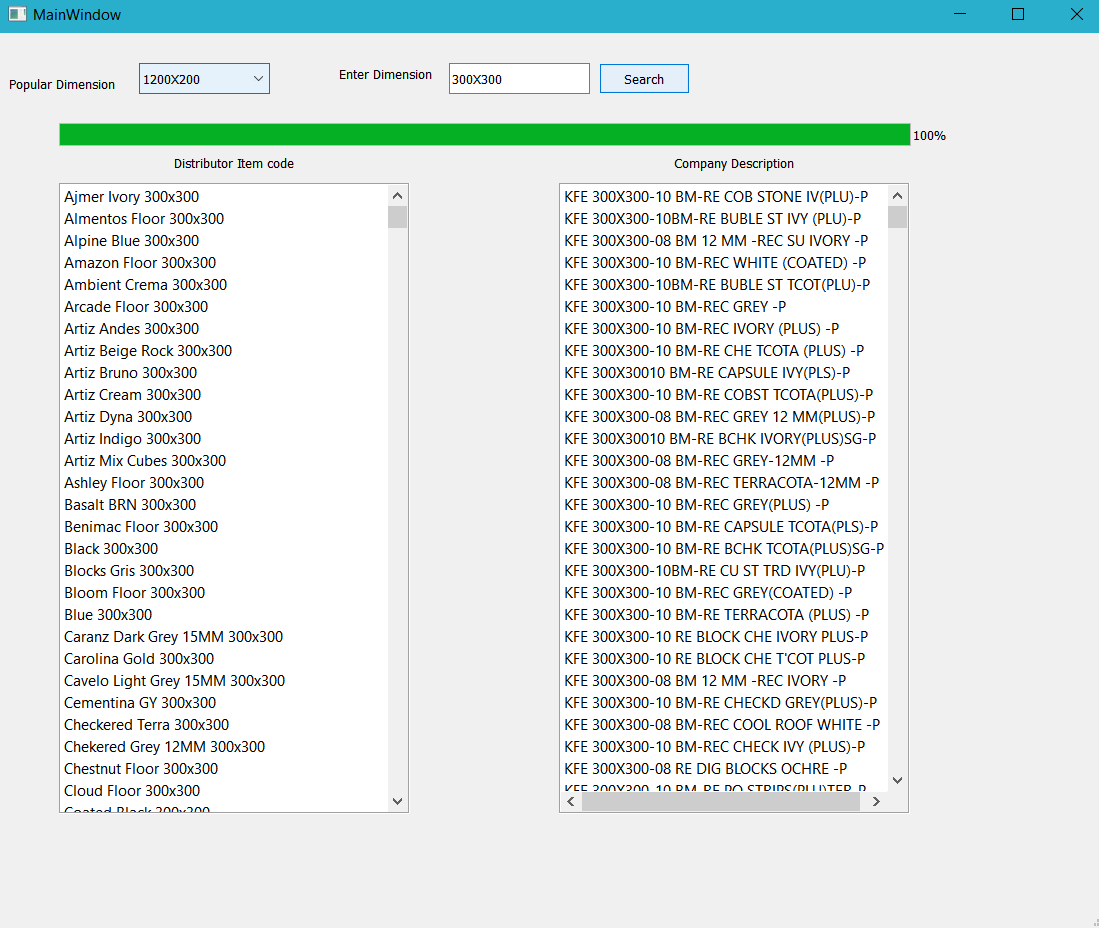 MainWindow
Popular Dimension
1200X200
Enter Dimension
300X300
Search
100%
Distributor Item code
Ajmer Ivory 300x300
Almentos Floor 300x300
Alpine Blue 300x300
Amazon Floor 300x300
Ambient Crema 300x300
Arcade Floor 300x300
Artiz Andes 300x300
Artiz Beige Rock 300x300
Artiz Bruno 300x300
Artiz Cream 300x300
Artiz Dyna 300x300
Artiz Indigo 300x300
Artiz Mix Cubes 300x300
Ashley Floor 300x300
Basalt BRN 300x300
Benimac Floor 300x300
Black 300x300
Blocks Gris 300x300
Bloom Floor 300x300
Blue 300x300
Caranz Dark Grey 15MM 300x300
Carolina Gold 300x300
Cavelo Light Grey 15MM 300x300
Cementina GY 300x300
Checkered Terra 300x300
Chekered Grey 12MM 300x300
Chestnut Floor 300x300
Cloud Floor 300x300
Coated Black 300x300
Company Description
KFE 300X300-10 BM-RE COB STONE IV(PLU)-P
KFE 300X300-10BM-RE BUBLE ST IVY (PLU)-P
KFE 300X300-08 BM 12 MM -REC SU IVORY -P
KFE 300X300-10 BM-REC WHITE (COATED) -P
KFE 300X300-10BM-RE BUBLE ST TCOT(PLU)-P
KFE 300X300-10 BM-REC GREY -P
KFE 300X300-10 BM-REC IVORY (PLUS) -P
KFE 300X300-10 BM-RE CHE TCOTA (PLUS) -P
KFE 300X30010 BM-RE CAPSULE IVY(PLS)-P
KFE 300X300-10 BM-RE COBST TCOTA(PLUS)-P
KFE 300X300-08 BM-REC GREY 12 MM(PLUS)-P
KFE 300X30010 BM-RE BCHK IVORY(PLUS)SG-P
KFE 300X300-08 BM-REC GREY-12MM -P
KFE 300X300-08 BM-REC TERRACOTA-12MM -P
KFE 300X300-10 BM-REC GREY(PLUS) -P
KFE 300X300-10 BM-RE CAPSULE TCOTA(PLS)-P
KFE 300X300-10 BM-RE BCHK TCOTA(PLUS)SG-P
KFE 300X300-10BM-RE CU ST TRD IVY(PLU)-P
KFE 300X300-10 BM-REC GREY(COATED) -P
KFE 300X300-10 BM-RE TERRACOTA (PLUS) -P
KFE 300X300-10 RE BLOCK CHE IVORY PLUS-P
KFE 300X300-10 RE BLOCK CHE T'COT PLUS-P
KFE 300X300-08 BM 12 MM -REC IVORY -P
KFE 300X300-10 BM-RE CHECKD GREY(PLUS)-P
KFE 300X300-08 BM-REC COOL ROOF WHITE -P
KFE 300X300-10 BM-REC CHECK IVY (PLUS)-P
KFE 300X300-08 RE DIG BLOCKS OCHRE -P
KFE 300X300-10 BM-RE PO STRIPS(PLU)TER-P